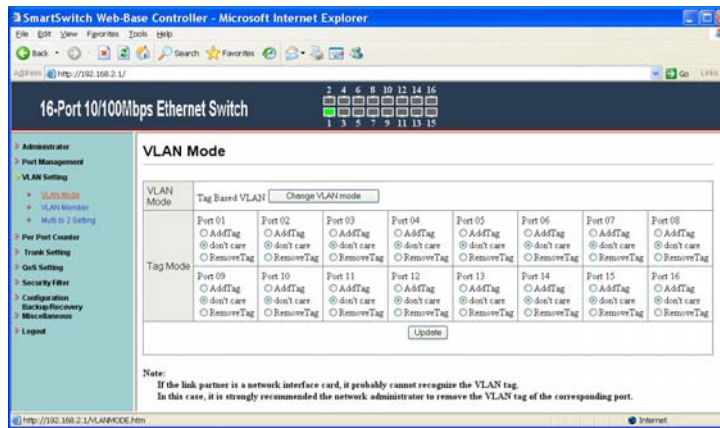 SmartSwitch Web-Base Controller - Microsoft Internet Explorer
File Edit View Favorites Tools Help
Back Search Favorites
Address http://192.168.2.1/ Go Links
16-Port 10/100Mbps Ethernet Switch
2 4 6 8 10 12 14 16
1 3 5 7 9 11 13 15
Administrator
Port Management
VLAN Setting
VLAN Mode
VLAN Member
Multi to 2 Setting
Per Port Counter
Trunk Setting
QoS Setting
Security Filter
Configuration
Backup/Recovery
Miscellaneous
Logout
VLAN Mode
VLAN Mode Tag Based VLAN Change VLAN mode
Tag Mode
Port 01 Port 02 Port 03 Port 04 Port 05 Port 06 Port 07 Port 08
AddTag AddTag AddTag AddTag AddTag AddTag AddTag AddTag
don't care don't care don't care don't care don't care don't care don't care don't care
RemoveTag RemoveTag RemoveTag RemoveTag RemoveTag RemoveTag RemoveTag RemoveTag
Port 09 Port 10 Port 11 Port 12 Port 13 Port 14 Port 15 Port 16
AddTag AddTag AddTag AddTag AddTag AddTag AddTag AddTag
don't care don't care don't care don't care don't care don't care don't care don't care
RemoveTag RemoveTag RemoveTag RemoveTag RemoveTag RemoveTag RemoveTag RemoveTag
Update
Note:
If the link partner is a network interface card, it probably cannot recognize the VLAN tag.
In this case, it is strongly recommended the network administrator to remove the VLAN tag of the corresponding port.
http://192.168.2.1/VLANMODE.htm Internet